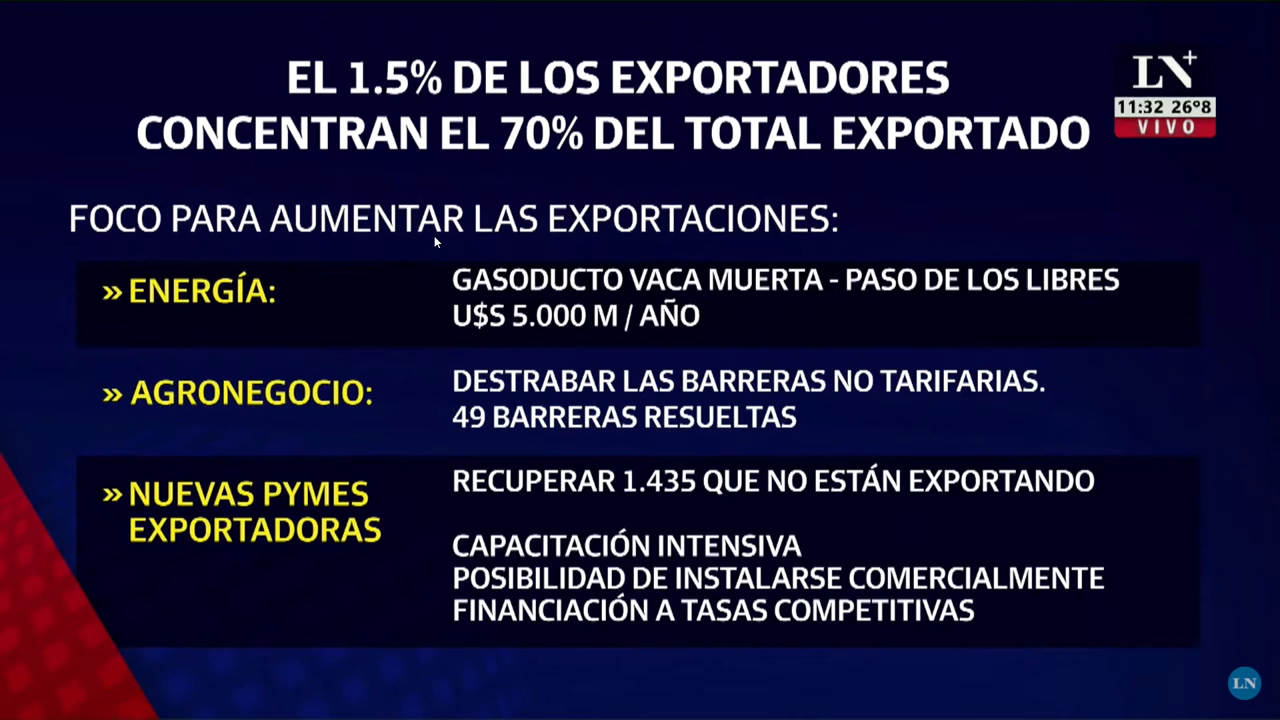 EL 1.5% DE LOS EXPORTADORES
CONCENTRAN EL 70% DEL TOTAL EXPORTADO
LN+
11:32 26º8
VIVO
FOCO PARA AUMENTAR LAS EXPORTACIONES:
» ENERGÍA:
GASODUCTO VACA MUERTA - PASO DE LOS LIBRES
U$S 5.000 M / AÑO
» AGRONEGOCIO:
DESTRABAR LAS BARRERAS NO TARIFARIAS.
49 BARRERAS RESUELTAS
» NUEVAS PYMES
EXPORTADORAS
RECUPERAR 1.435 QUE NO ESTÁN EXPORTANDO
CAPACITACIÓN INTENSIVA
POSIBILIDAD DE INSTALARSE COMERCIALMENTE
FINANCIACIÓN A TASAS COMPETITIVAS
LN